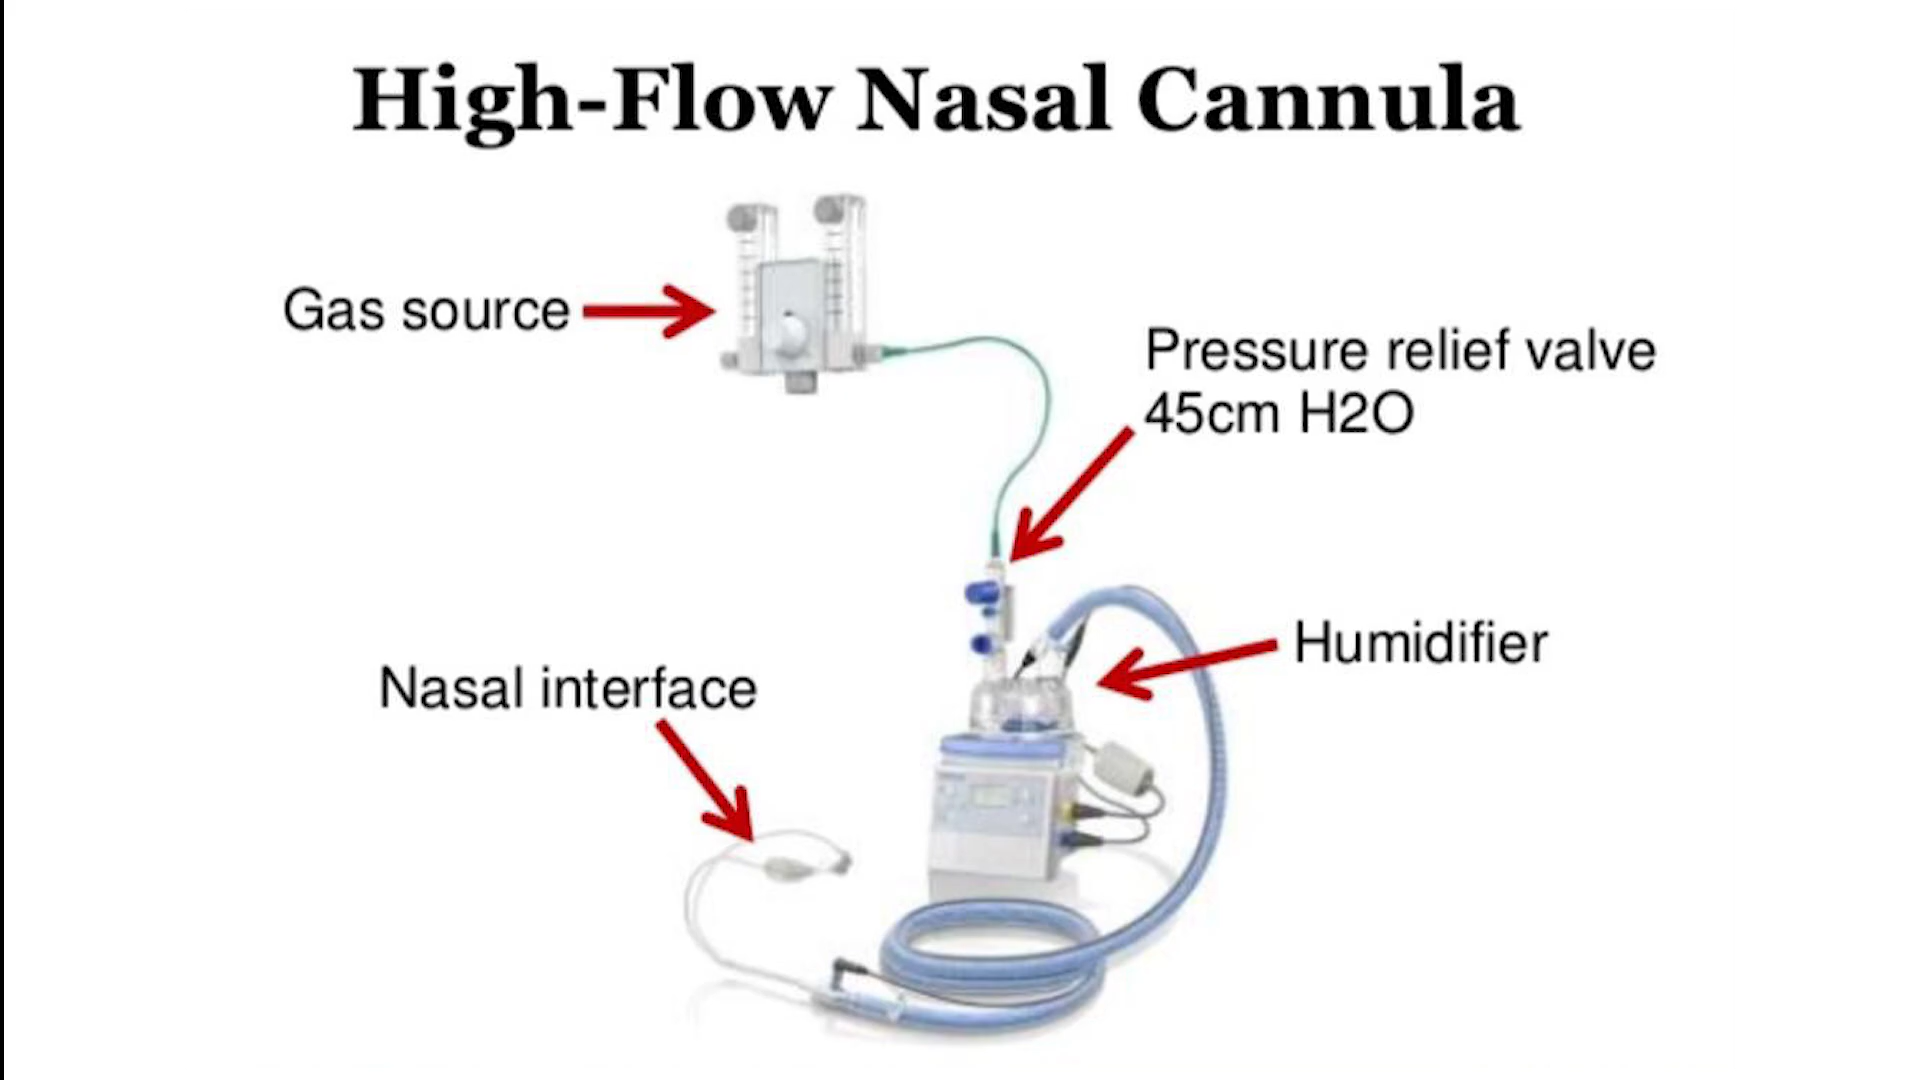 High-Flow Nasal Cannula
Gas source
Pressure relief valve
45cm H2O
Humidifier
Nasal interface